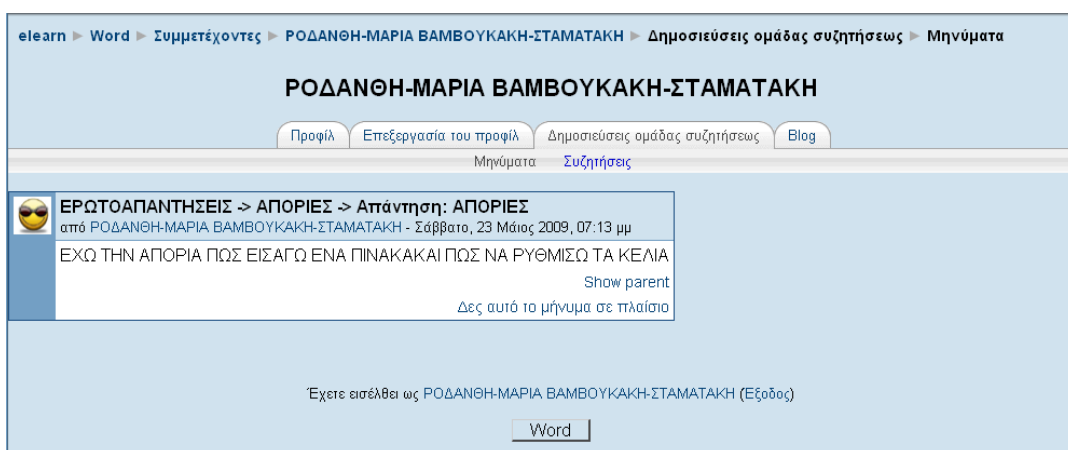 elearn ► Word ► Συμμετέχοντες ► ΡΟΔΑΝΘΗ-ΜΑΡΙΑ ΒΑΜΒΟΥΚΑΚΗ-ΣΤΑΜΑΤΑΚΗ ► Δημοσιεύσεις ομάδας συζητήσεως ► Μηνύματα
ΡΟΔΑΝΘΗ-ΜΑΡΙΑ ΒΑΜΒΟΥΚΑΚΗ-ΣΤΑΜΑΤΑΚΗ
Προφίλ Επεξεργασία του προφίλ Δημοσιεύσεις ομάδας συζητήσεως Blog
Μηνύματα Συζητήσεις
ΕΡΩΤΟΑΠΑΝΤΗΣΕΙΣ -> ΑΠΟΡΙΕΣ -> Απάντηση: ΑΠΟΡΙΕΣ
από ΡΟΔΑΝΘΗ-ΜΑΡΙΑ ΒΑΜΒΟΥΚΑΚΗ-ΣΤΑΜΑΤΑΚΗ - Σάββατο, 23 Μάιος 2009, 07:13 μμ
ΕΧΩ ΤΗΝ ΑΠΟΡΙΑ ΠΩΣ ΕΙΣΑΓΩ ΕΝΑ ΠΙΝΑΚΑΚΑΙ ΠΩΣ ΝΑ ΡΥΘΜΙΣΩ ΤΑ ΚΕΛΙΑ
Show parent
Δες αυτό το μήνυμα σε πλαίσιο
Έχετε εισέλθει ως ΡΟΔΑΝΘΗ-ΜΑΡΙΑ ΒΑΜΒΟΥΚΑΚΗ-ΣΤΑΜΑΤΑΚΗ (Έξοδος)
Word